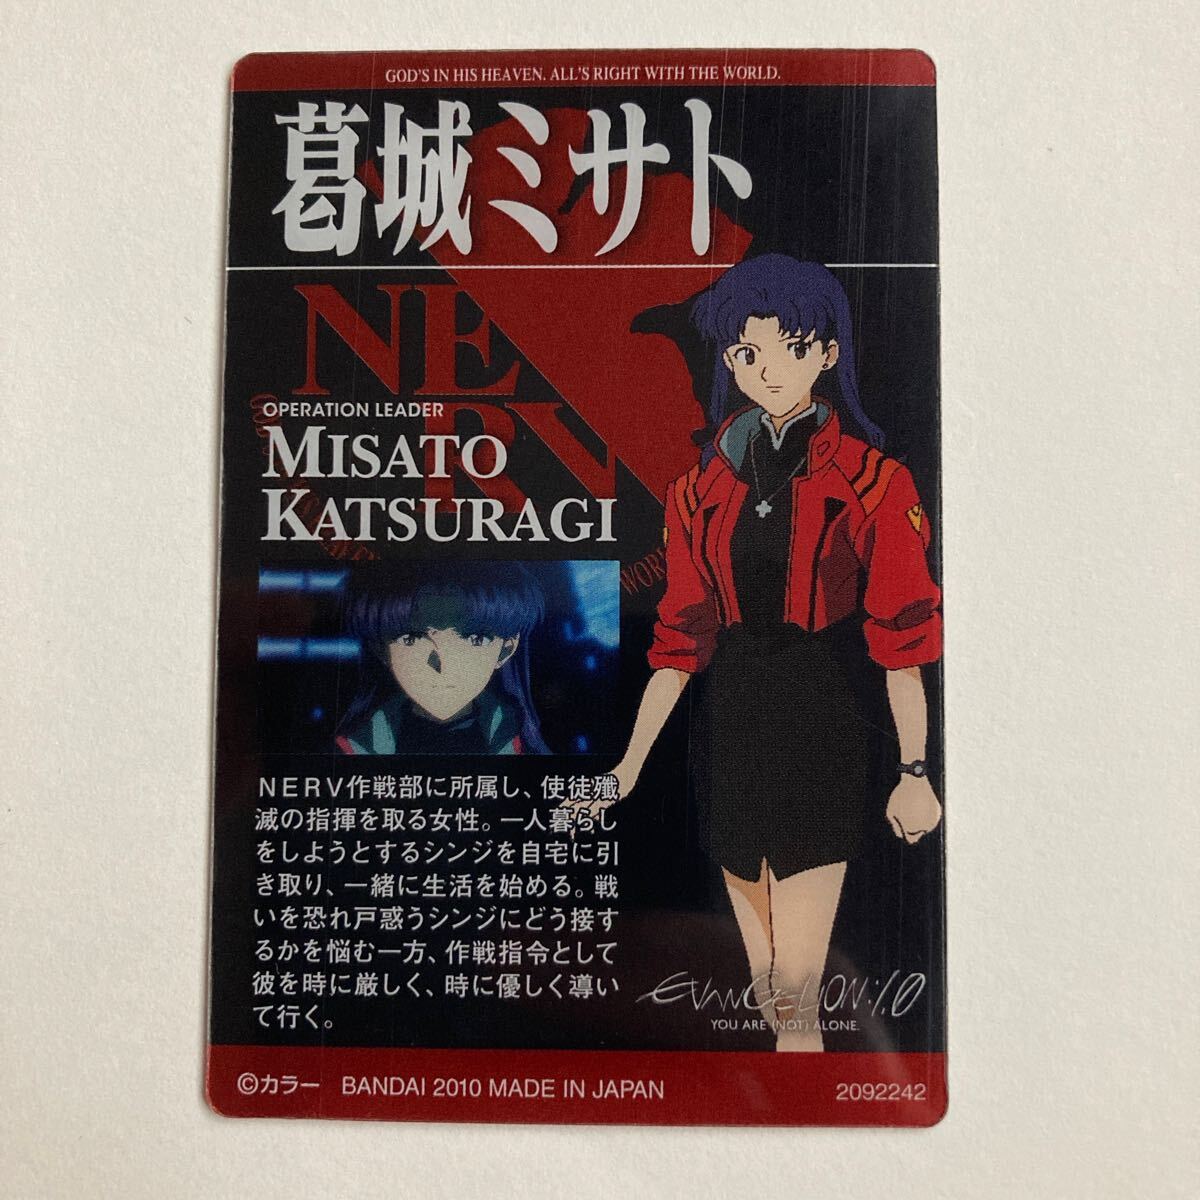 GOD'S IN HIS HEAVEN. ALL'S RIGHT WITH THE WORLD.
葛城ミサト
NE
RV
OPERATION LEADER
MISATO
KATSURAGI
WORL
NERV作戦部に所属し、使徒殲
滅の指揮を取る女性。一人暮らし
をしようとするシンジを自宅に引
き取り、一緒に生活を始める。戦
いを恐れ戸惑うシンジにどう接す
るかを悩む一方、作戦指令として
彼を時に厳しく、時に優しく導い
て行く。
EVANGELION:1.0
YOU ARE (NOT) ALONE.
©カラー BANDAI 2010 MADE IN JAPAN
2092242